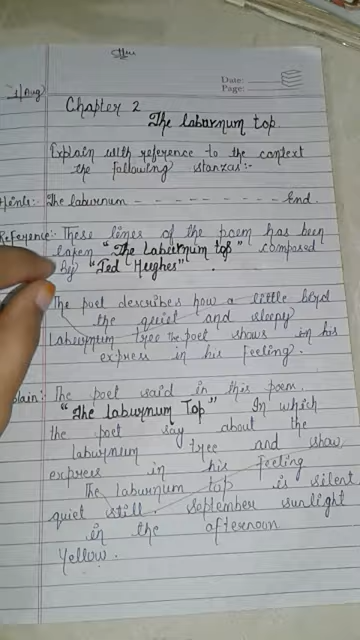 Date:
Page:
1/Aug
Chapter 2
The laburnum top.
Explain with reference to the context
the following stanzas:-
Hints:- The laburnum - - - - - - - - - End.
Reference:- These lines of the poem has been
taken "The Laburnum top" composed
by "Ted Hughes".
The puet describes how a little bird
the quiet and sleepy
Laburnum tree The poet shows in his
express in his feeling.
plain:- The poet said in this poem.
"The laburnum Top" In which
the poet say about the
laburnum tree and show
express in his feeling
The laburnum top is silent
quiet still. September sunlight
in the afternoon
Yellow.